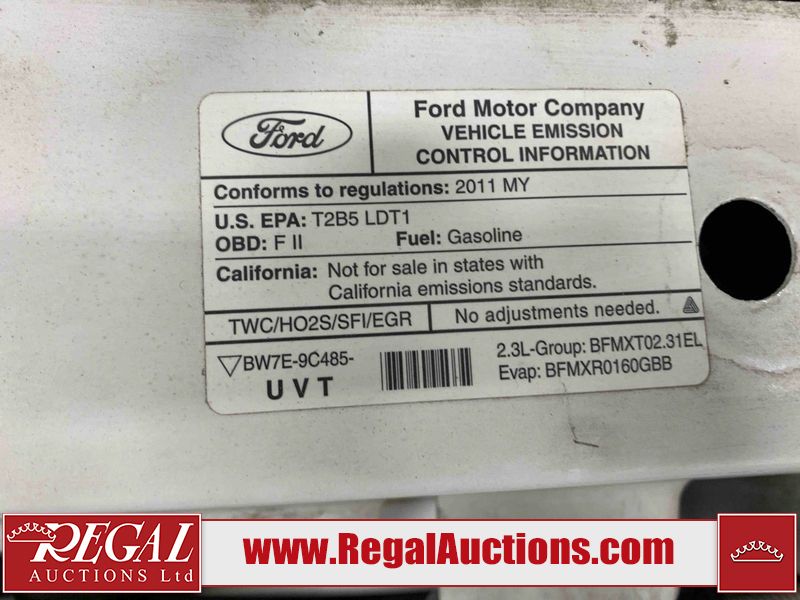 Ford
Ford Motor Company
VEHICLE EMISSION
CONTROL INFORMATION
Conforms to regulations: 2011 MY
U.S. EPA: T2B5 LDT1
OBD: F II Fuel: Gasoline
California: Not for sale in states with
California emissions standards.
TWC/HO2S/SFI/EGR
No adjustments needed.
BW7E-9C485-
U V T
2.3L-Group: BFMXT02.31EL
Evap: BFMXR0160GBB
REGAL
AUCTIONS Ltd
www.RegalAuctions.com